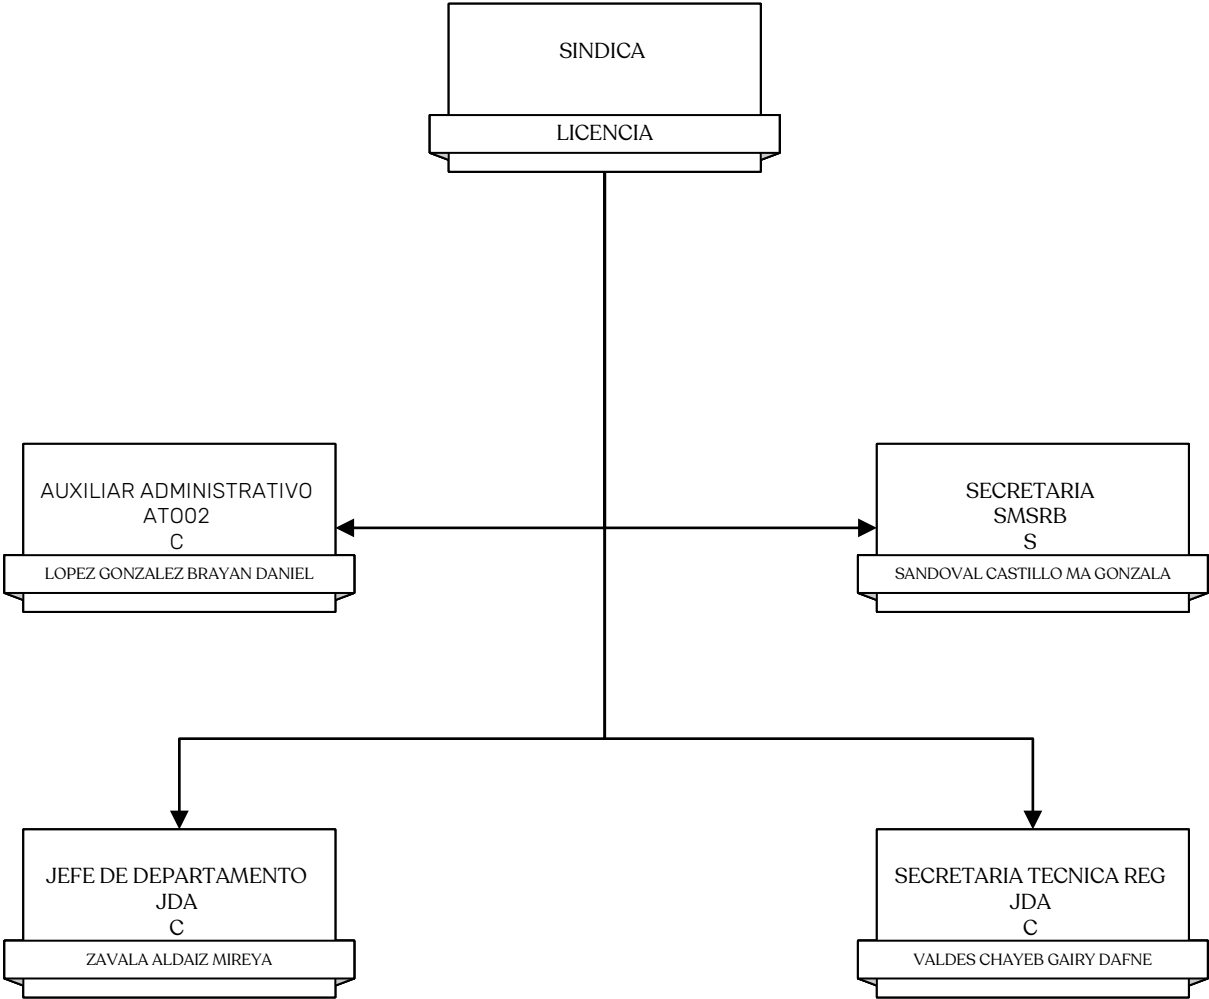 SINDICA
LICENCIA
AUXILIAR ADMINISTRATIVO
AT002
C
LOPEZ GONZALEZ BRAYAN DANIEL
SECRETARIA
SMSRB
S
SANDOVAL CASTILLO MA GONZALA
JEFE DE DEPARTAMENTO
JDA
C
ZAVALA ALDAIZ MIREYA
SECRETARIA TECNICA REG
JDA
C
VALDES CHAYEB GAIRY DAFNE